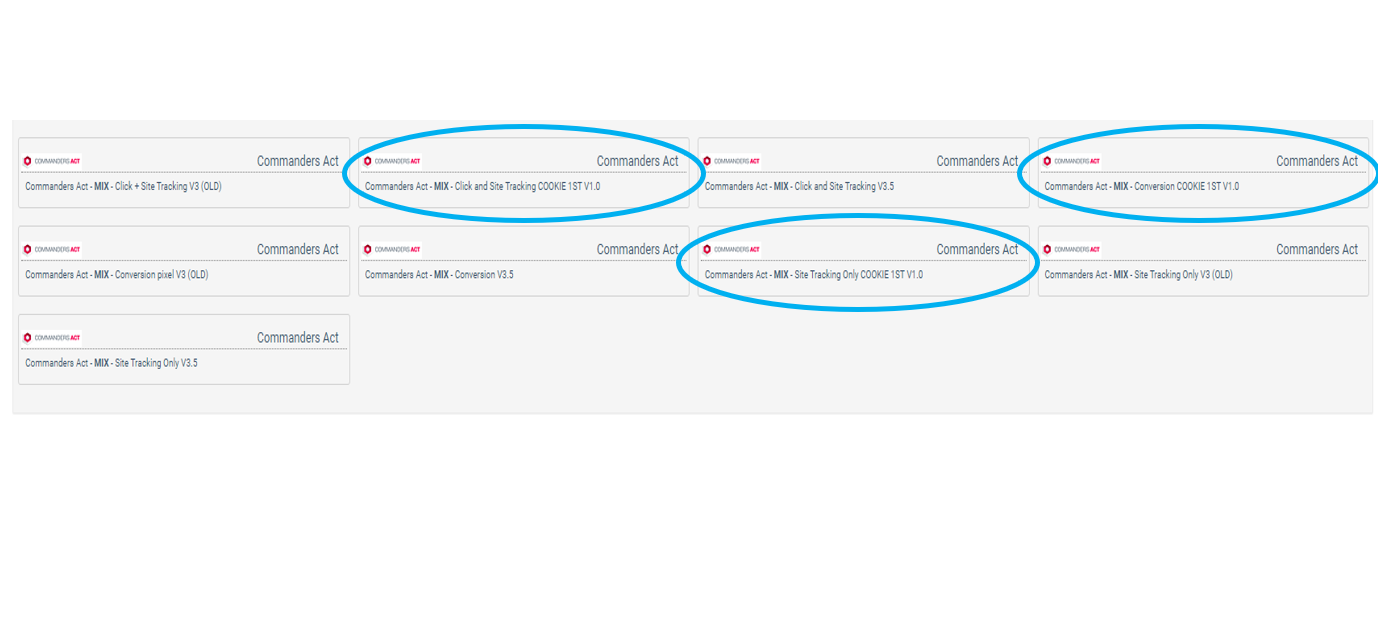 COMMANDERS ACT Commanders Act
Commanders Act - MIX - Click + Site Tracking V3 (OLD)
COMMANDERS ACT Commanders Act
Commanders Act - MIX - Click and Site Tracking COOKIE 1ST V1.0
COMMANDERS ACT Commanders Act
Commanders Act - MIX - Click and Site Tracking V3.5
COMMANDERS ACT Commanders Act
Commanders Act - MIX - Conversion COOKIE 1ST V1.0
COMMANDERS ACT Commanders Act
Commanders Act - MIX - Conversion pixel V3 (OLD)
COMMANDERS ACT Commanders Act
Commanders Act - MIX - Conversion V3.5
COMMANDERS ACT Commanders Act
Commanders Act - MIX - Site Tracking Only COOKIE 1ST V1.0
COMMANDERS ACT Commanders Act
Commanders Act - MIX - Site Tracking Only V3 (OLD)
COMMANDERS ACT Commanders Act
Commanders Act - MIX - Site Tracking Only V3.5